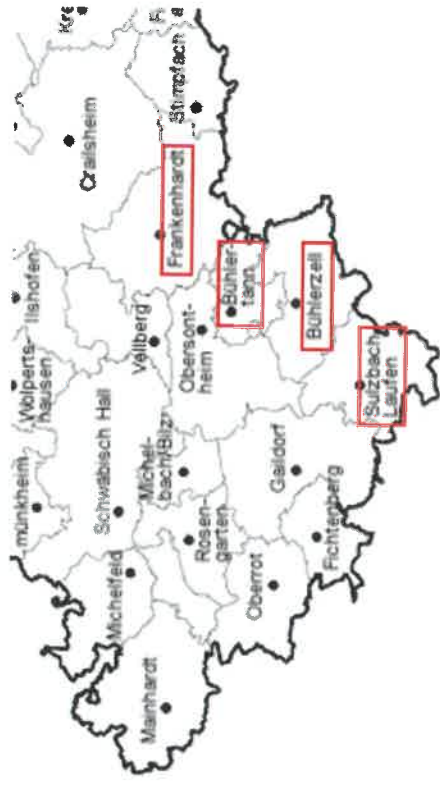 münkheim
Wolperts-
hausen
Ilshofen
Crailsheim
Schwäbisch Hall
Michelfeld
Mainhardt
Vellberg
Michel-
bach/Bilz
Rosen-
garten
Obersont-
heim
Frankenhardt
Stimpfach
Bühler-
tann
Oberrot
Gaildorf
Bühlerzell
Fichtenberg
Sulzbach
Laufen